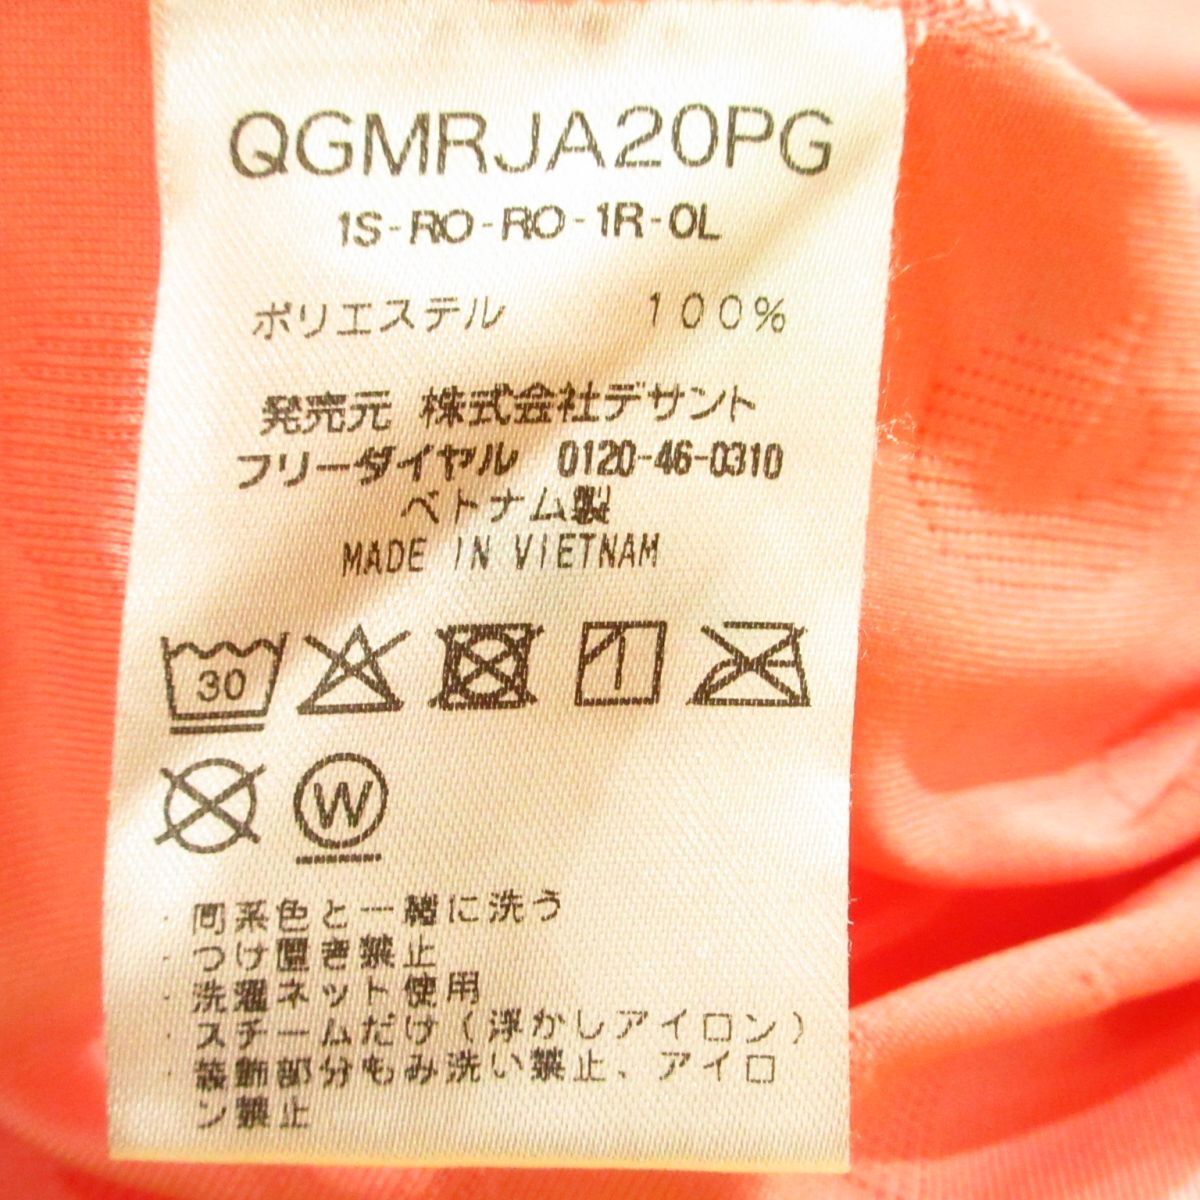 QGMRJA20PG
1S-RO-RO-1R-0L
ポリエステル 100%
発売元 株式会社デサント
フリーダイヤル 0120-46-0310
ベトナム製
MADE IN VIETNAM
30
W
・同系色と一緒に洗う
・つけ置き禁止
・洗濯ネット使用
・スチームだけ(浮かしアイロン)
・装飾部分もみ洗い禁止、アイロ
ン禁止